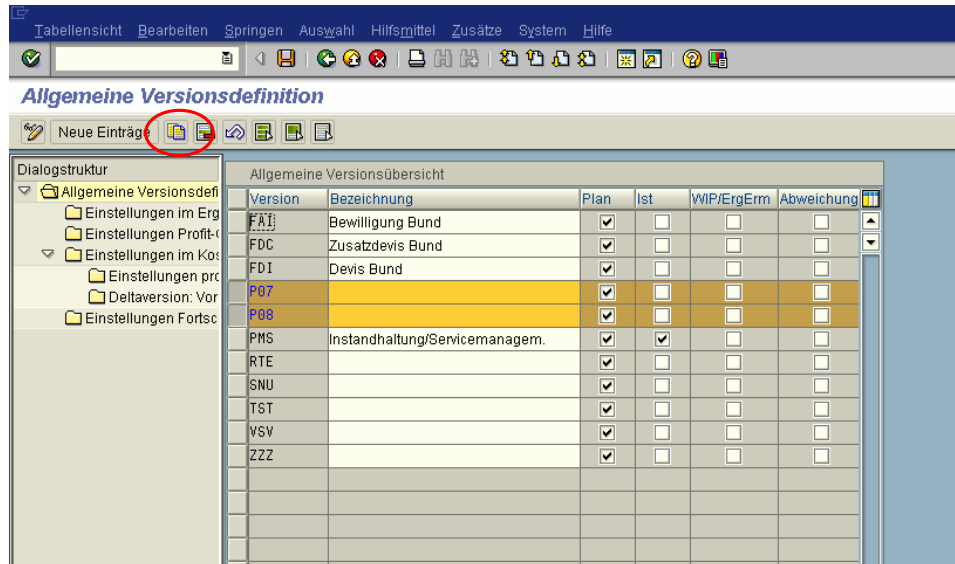 Tabellensicht Bearbeiten Springen Auswahl Hilfsmittel Zusätze System Hilfe
Allgemeine Versionsdefinition
Neue Einträge
Dialogstruktur
Allgemeine Versionsdefi
Einstellungen im Erg
Einstellungen Profit-
Einstellungen im Kos
Einstellungen pro
Deltaversion: Vor
Einstellungen Fortsc
Allgemeine Versionsübersicht
Version Bezeichnung Plan Ist WIP/ErgErm Abweichung
FAI Bewilligung Bund
FDC Zusatzdevis Bund
FDI Devis Bund
P07
P08
PMS Instandhaltung/Servicemanagem.
RTE
SNU
TST
VSV
ZZZ